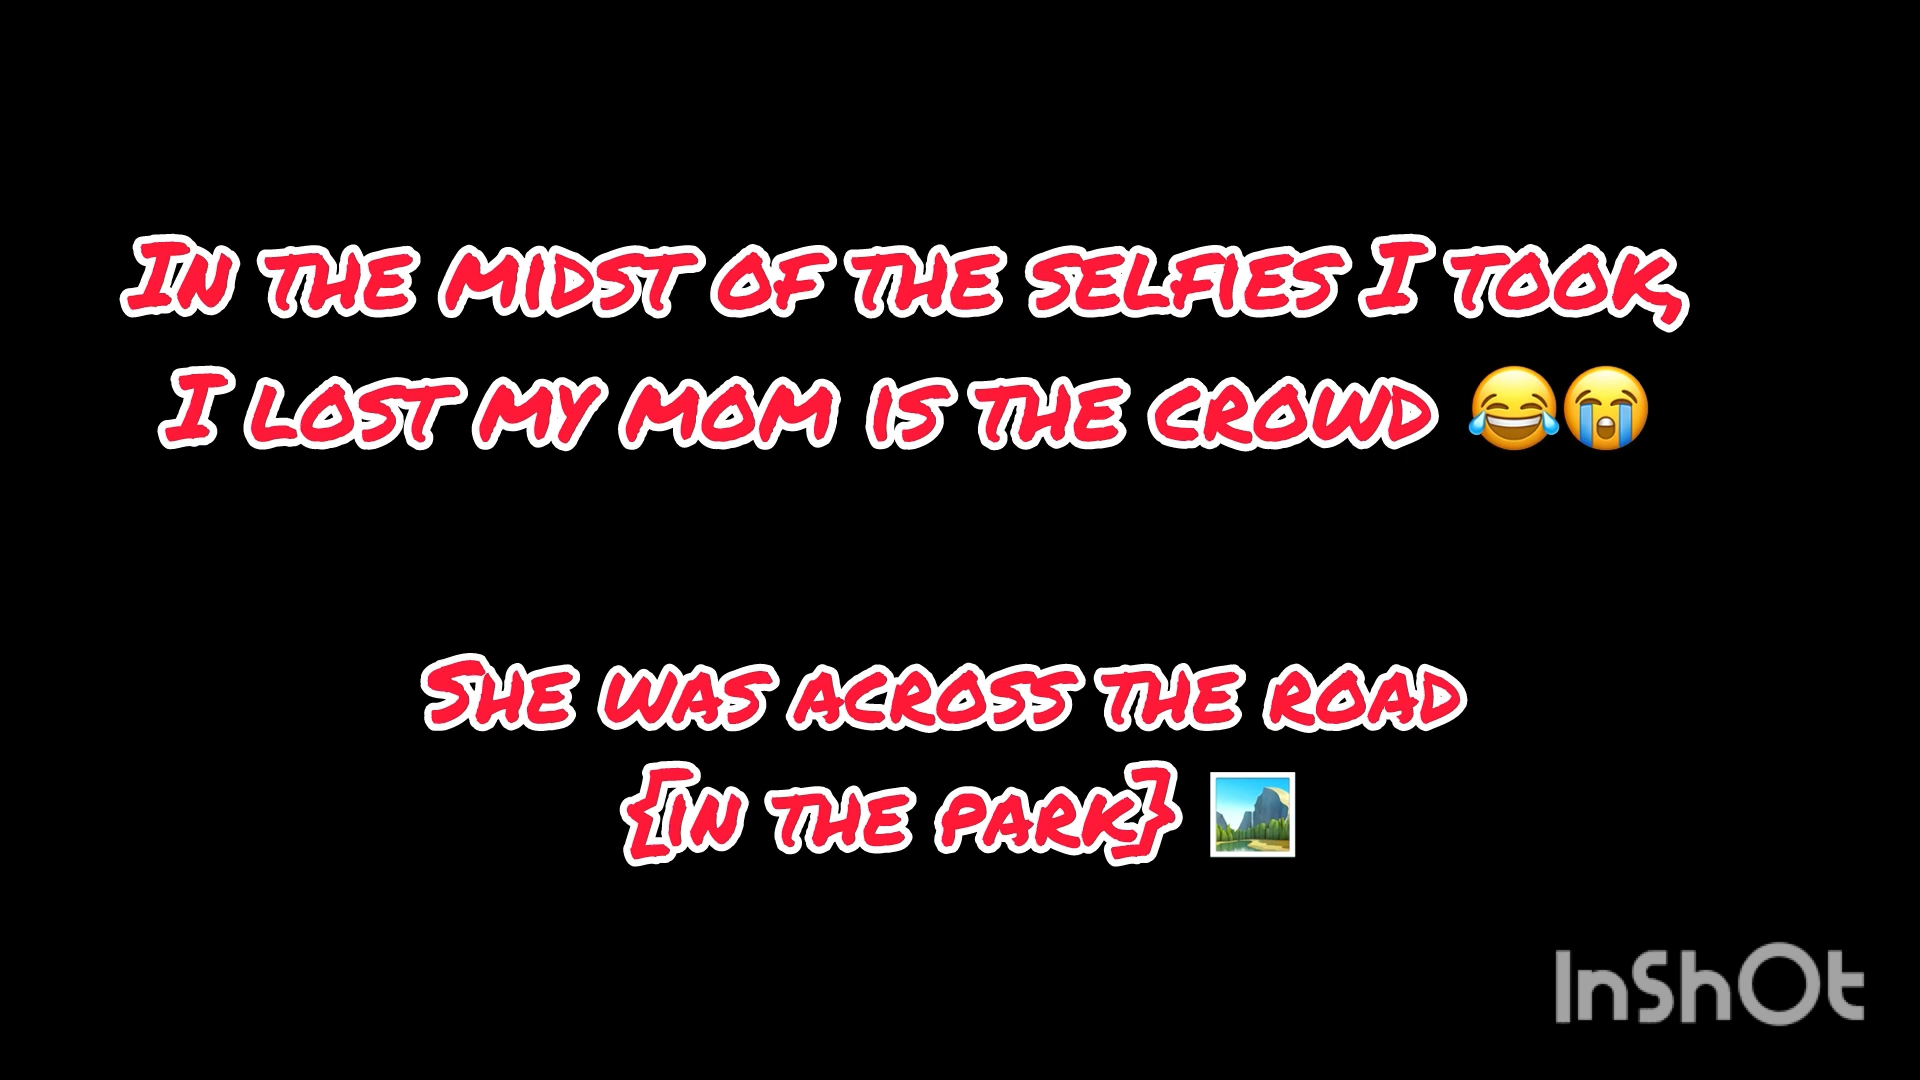 In the midst of the selfies I took,
I lost my mom is the crowd 😂😭
She was across the road
{in the park} 🏞️
InShOt